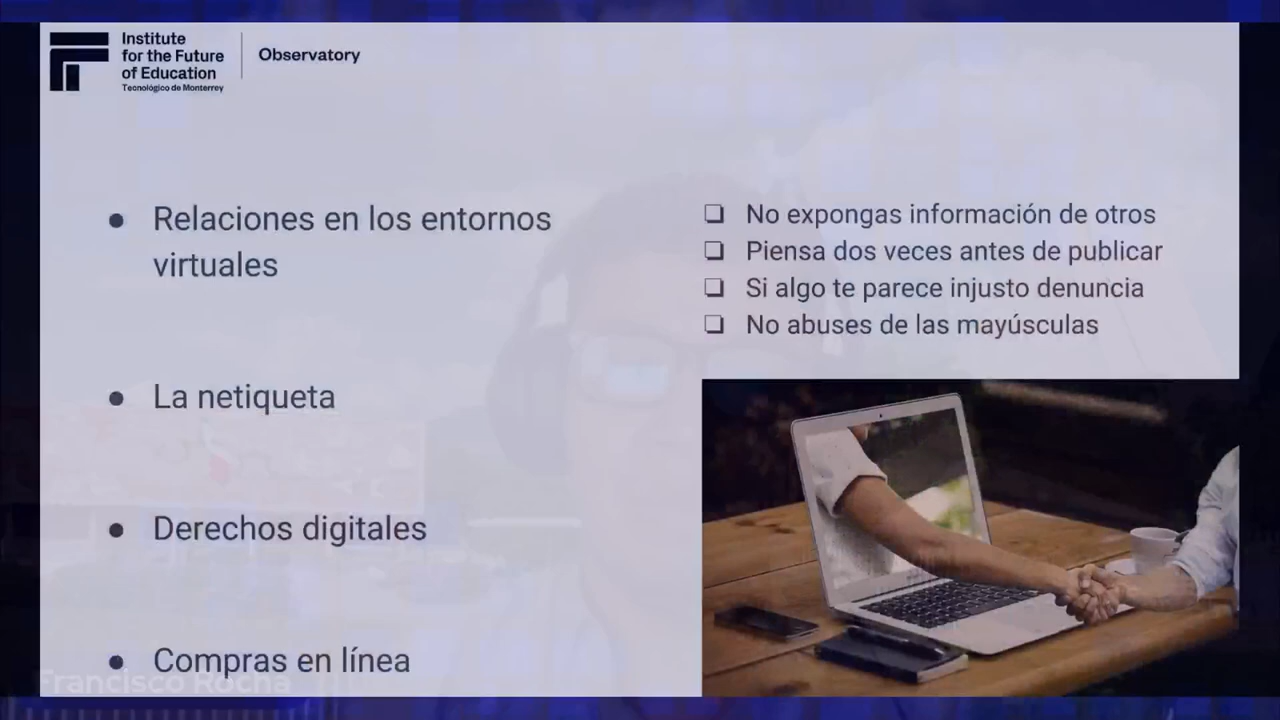 Institute
for the Future
of Education
Tecnológico de Monterrey
Observatory
Relaciones en los entornos
virtuales
La netiqueta
Derechos digitales
Compras en línea
No expongas información de otros
Piensa dos veces antes de publicar
Si algo te parece injusto denuncia
No abuses de las mayúsculas
Francisco Rocha